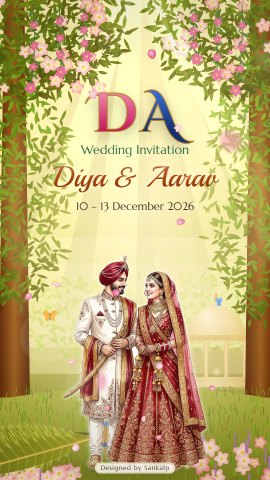 DA
Wedding Invitation
Diya & Aarav
10 – 13 December 2026
Designed by Sankalp